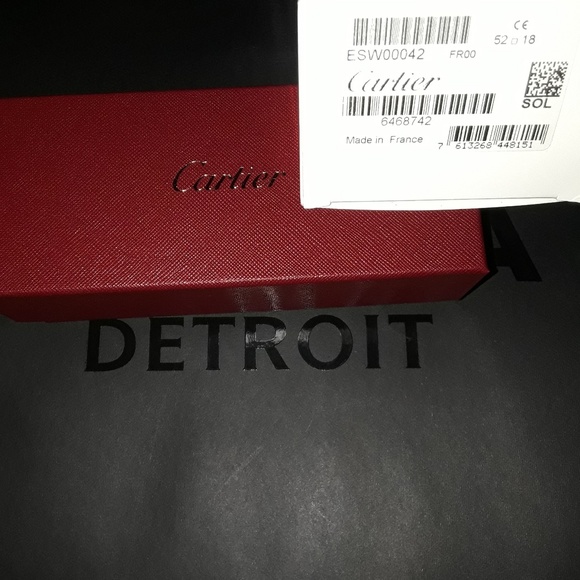 CE
52 □ 18
ESW00042 FR00
Cartier
SOL
6468742
Made in France
7 613268 448151
Cartier
A
DETROIT